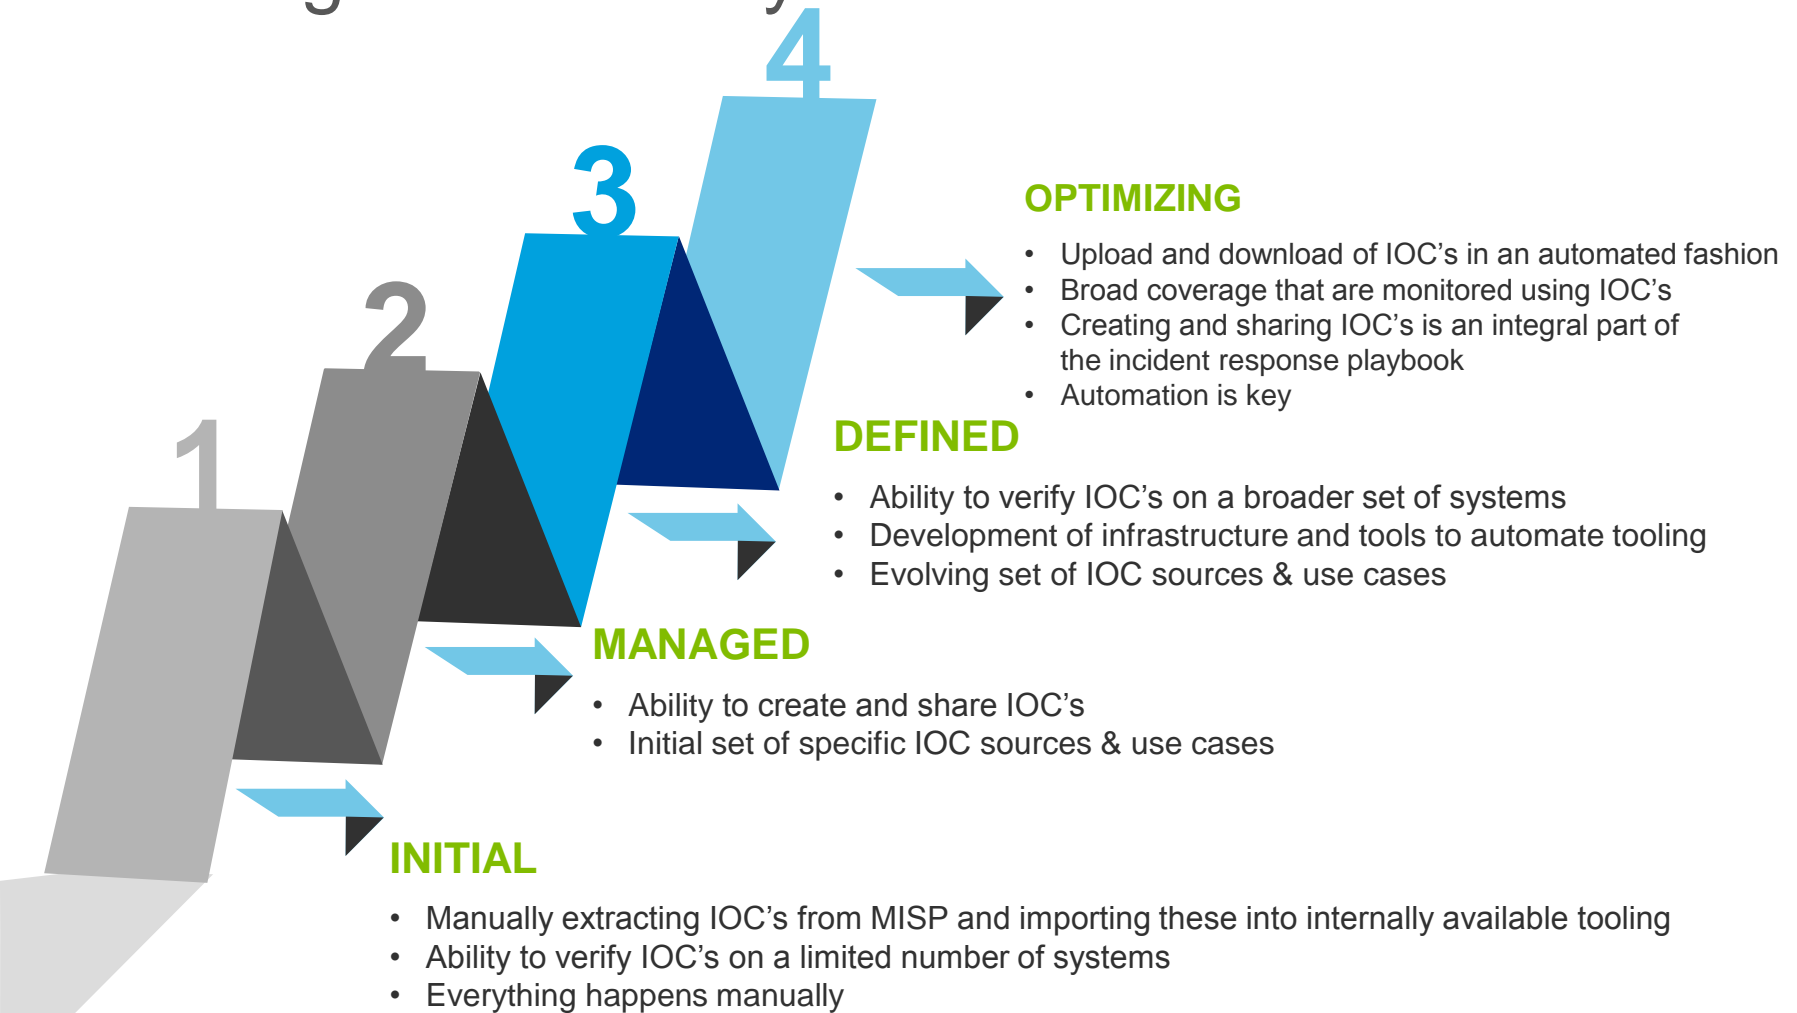 4
3
2
1
OPTIMIZING
• Upload and download of IOC’s in an automated fashion
• Broad coverage that are monitored using IOC’s
• Creating and sharing IOC’s is an integral part of
the incident response playbook
• Automation is key
DEFINED
• Ability to verify IOC’s on a broader set of systems
• Development of infrastructure and tools to automate tooling
• Evolving set of IOC sources & use cases
MANAGED
• Ability to create and share IOC’s
• Initial set of specific IOC sources & use cases
INITIAL
• Manually extracting IOC’s from MISP and importing these into internally available tooling
• Ability to verify IOC’s on a limited number of systems
• Everything happens manually